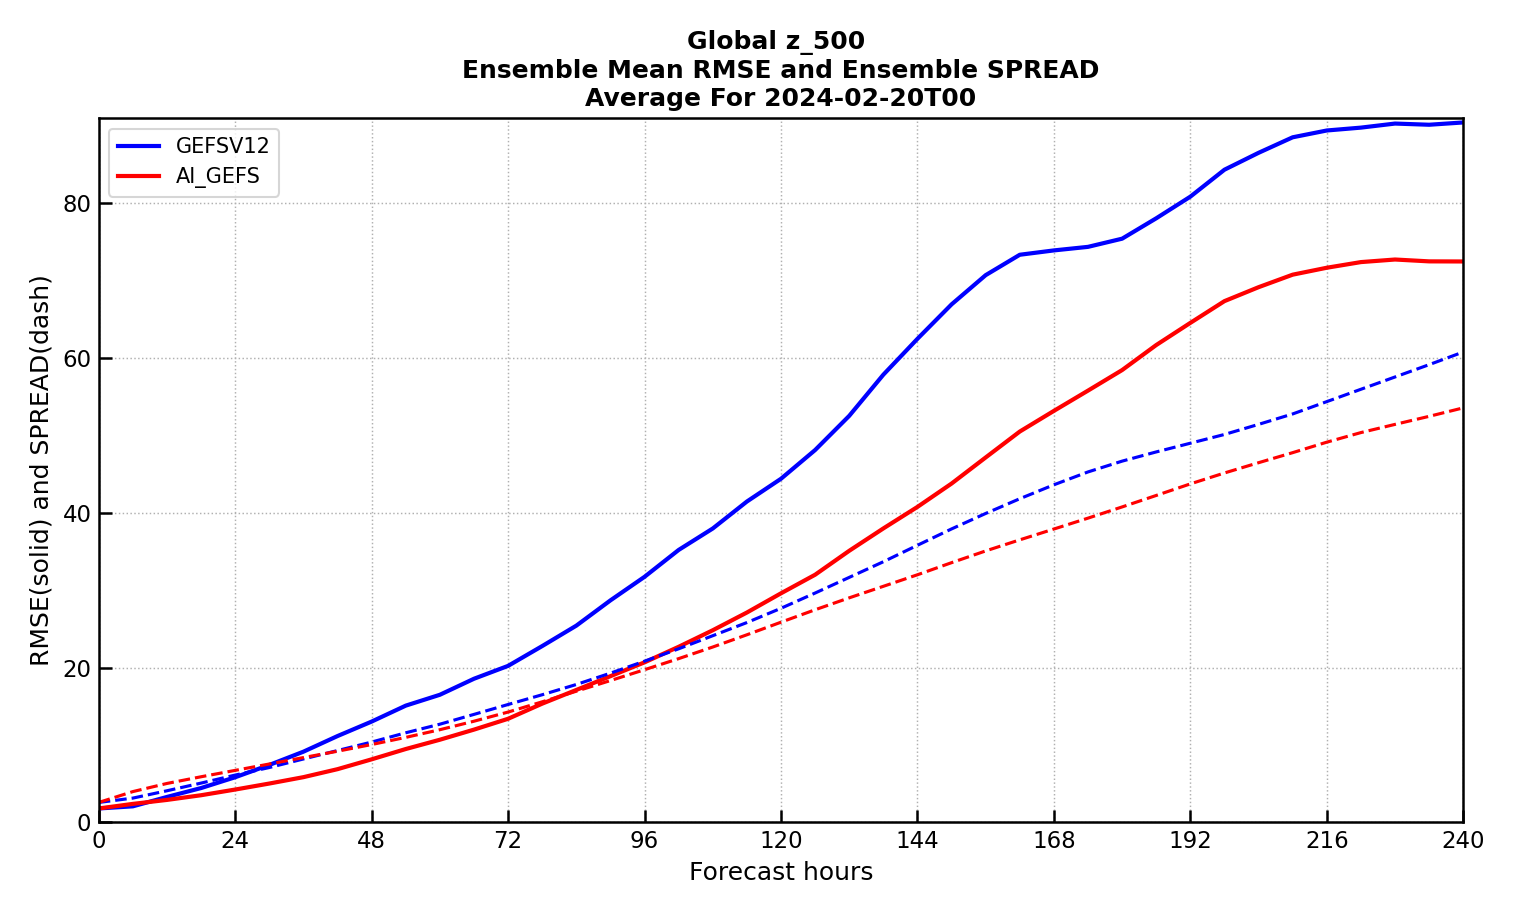 Global z_500
Ensemble Mean RMSE and Ensemble SPREAD
Average For 2024-02-20T00
GEFSV12
AI_GEFS
RMSE(solid) and SPREAD(dash)
80
60
40
20
0
0 24 48 72 96 120 144 168 192 216 240
Forecast hours